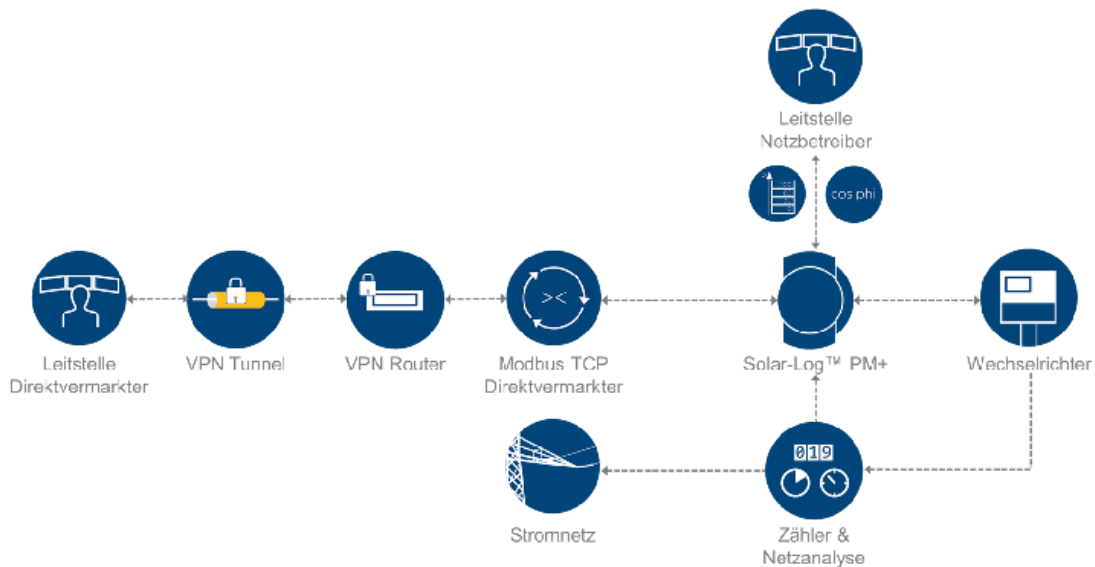 Leitstelle
Netzbetreiber
cos phi
Leitstelle
Direktvermarkter
VPN Tunnel
VPN Router
Modbus TCP
Direktvermarkter
Solar-Log™ PM+
Wechselrichter
019
Stromnetz
Zähler &
Netzanalyse